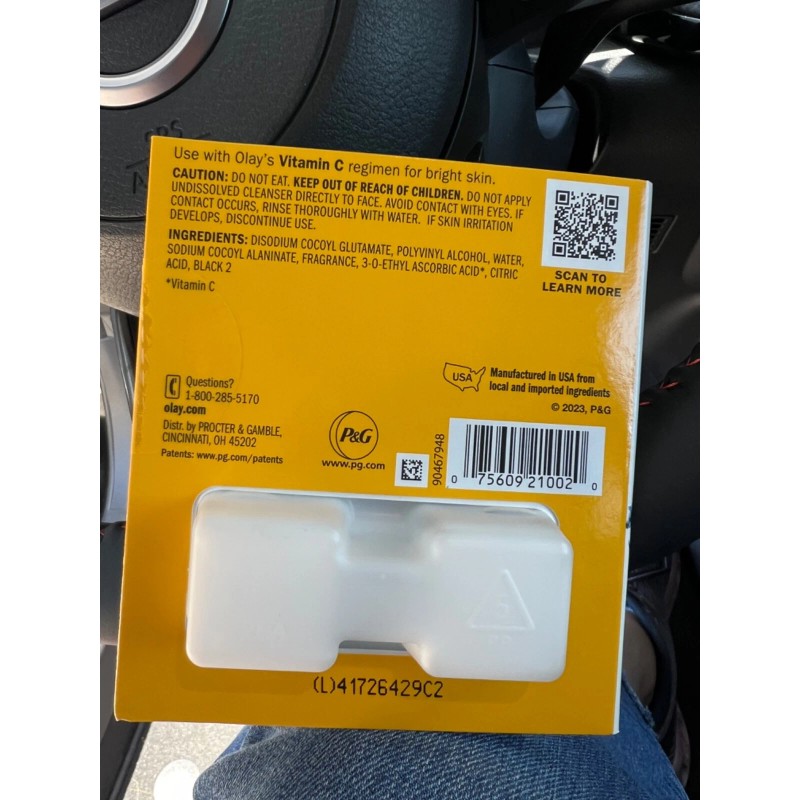 SRS
Use with Olay's Vitamin C regimen for bright skin.
CAUTION: DO NOT EAT. KEEP OUT OF REACH OF CHILDREN. DO NOT APPLY
UNDISSOLVED CLEANSER DIRECTLY TO FACE. AVOID CONTACT WITH EYES. IF
CONTACT OCCURS, RINSE THOROUGHLY WITH WATER. IF SKIN IRRITATION
DEVELOPS, DISCONTINUE USE.
INGREDIENTS: DISODIUM COCOYL GLUTAMATE, POLYVINYL ALCOHOL, WATER,
SODIUM COCOYL ALANINATE, FRAGRANCE, 3-O-ETHYL ASCORBIC ACID*, CITRIC
ACID, BLACK 2
*Vitamin C
SCAN TO
LEARN MORE
Questions?
1-800-285-5170
olay.com
Distr. by PROCTER & GAMBLE,
CINCINNATI, OH 45202
Patents: www.pg.com/patents
P&G
www.pg.com
USA
Manufactured in USA from
local and imported ingredients
© 2023, P&G
90467948
0 75609 21002 0
(L)41726429C2